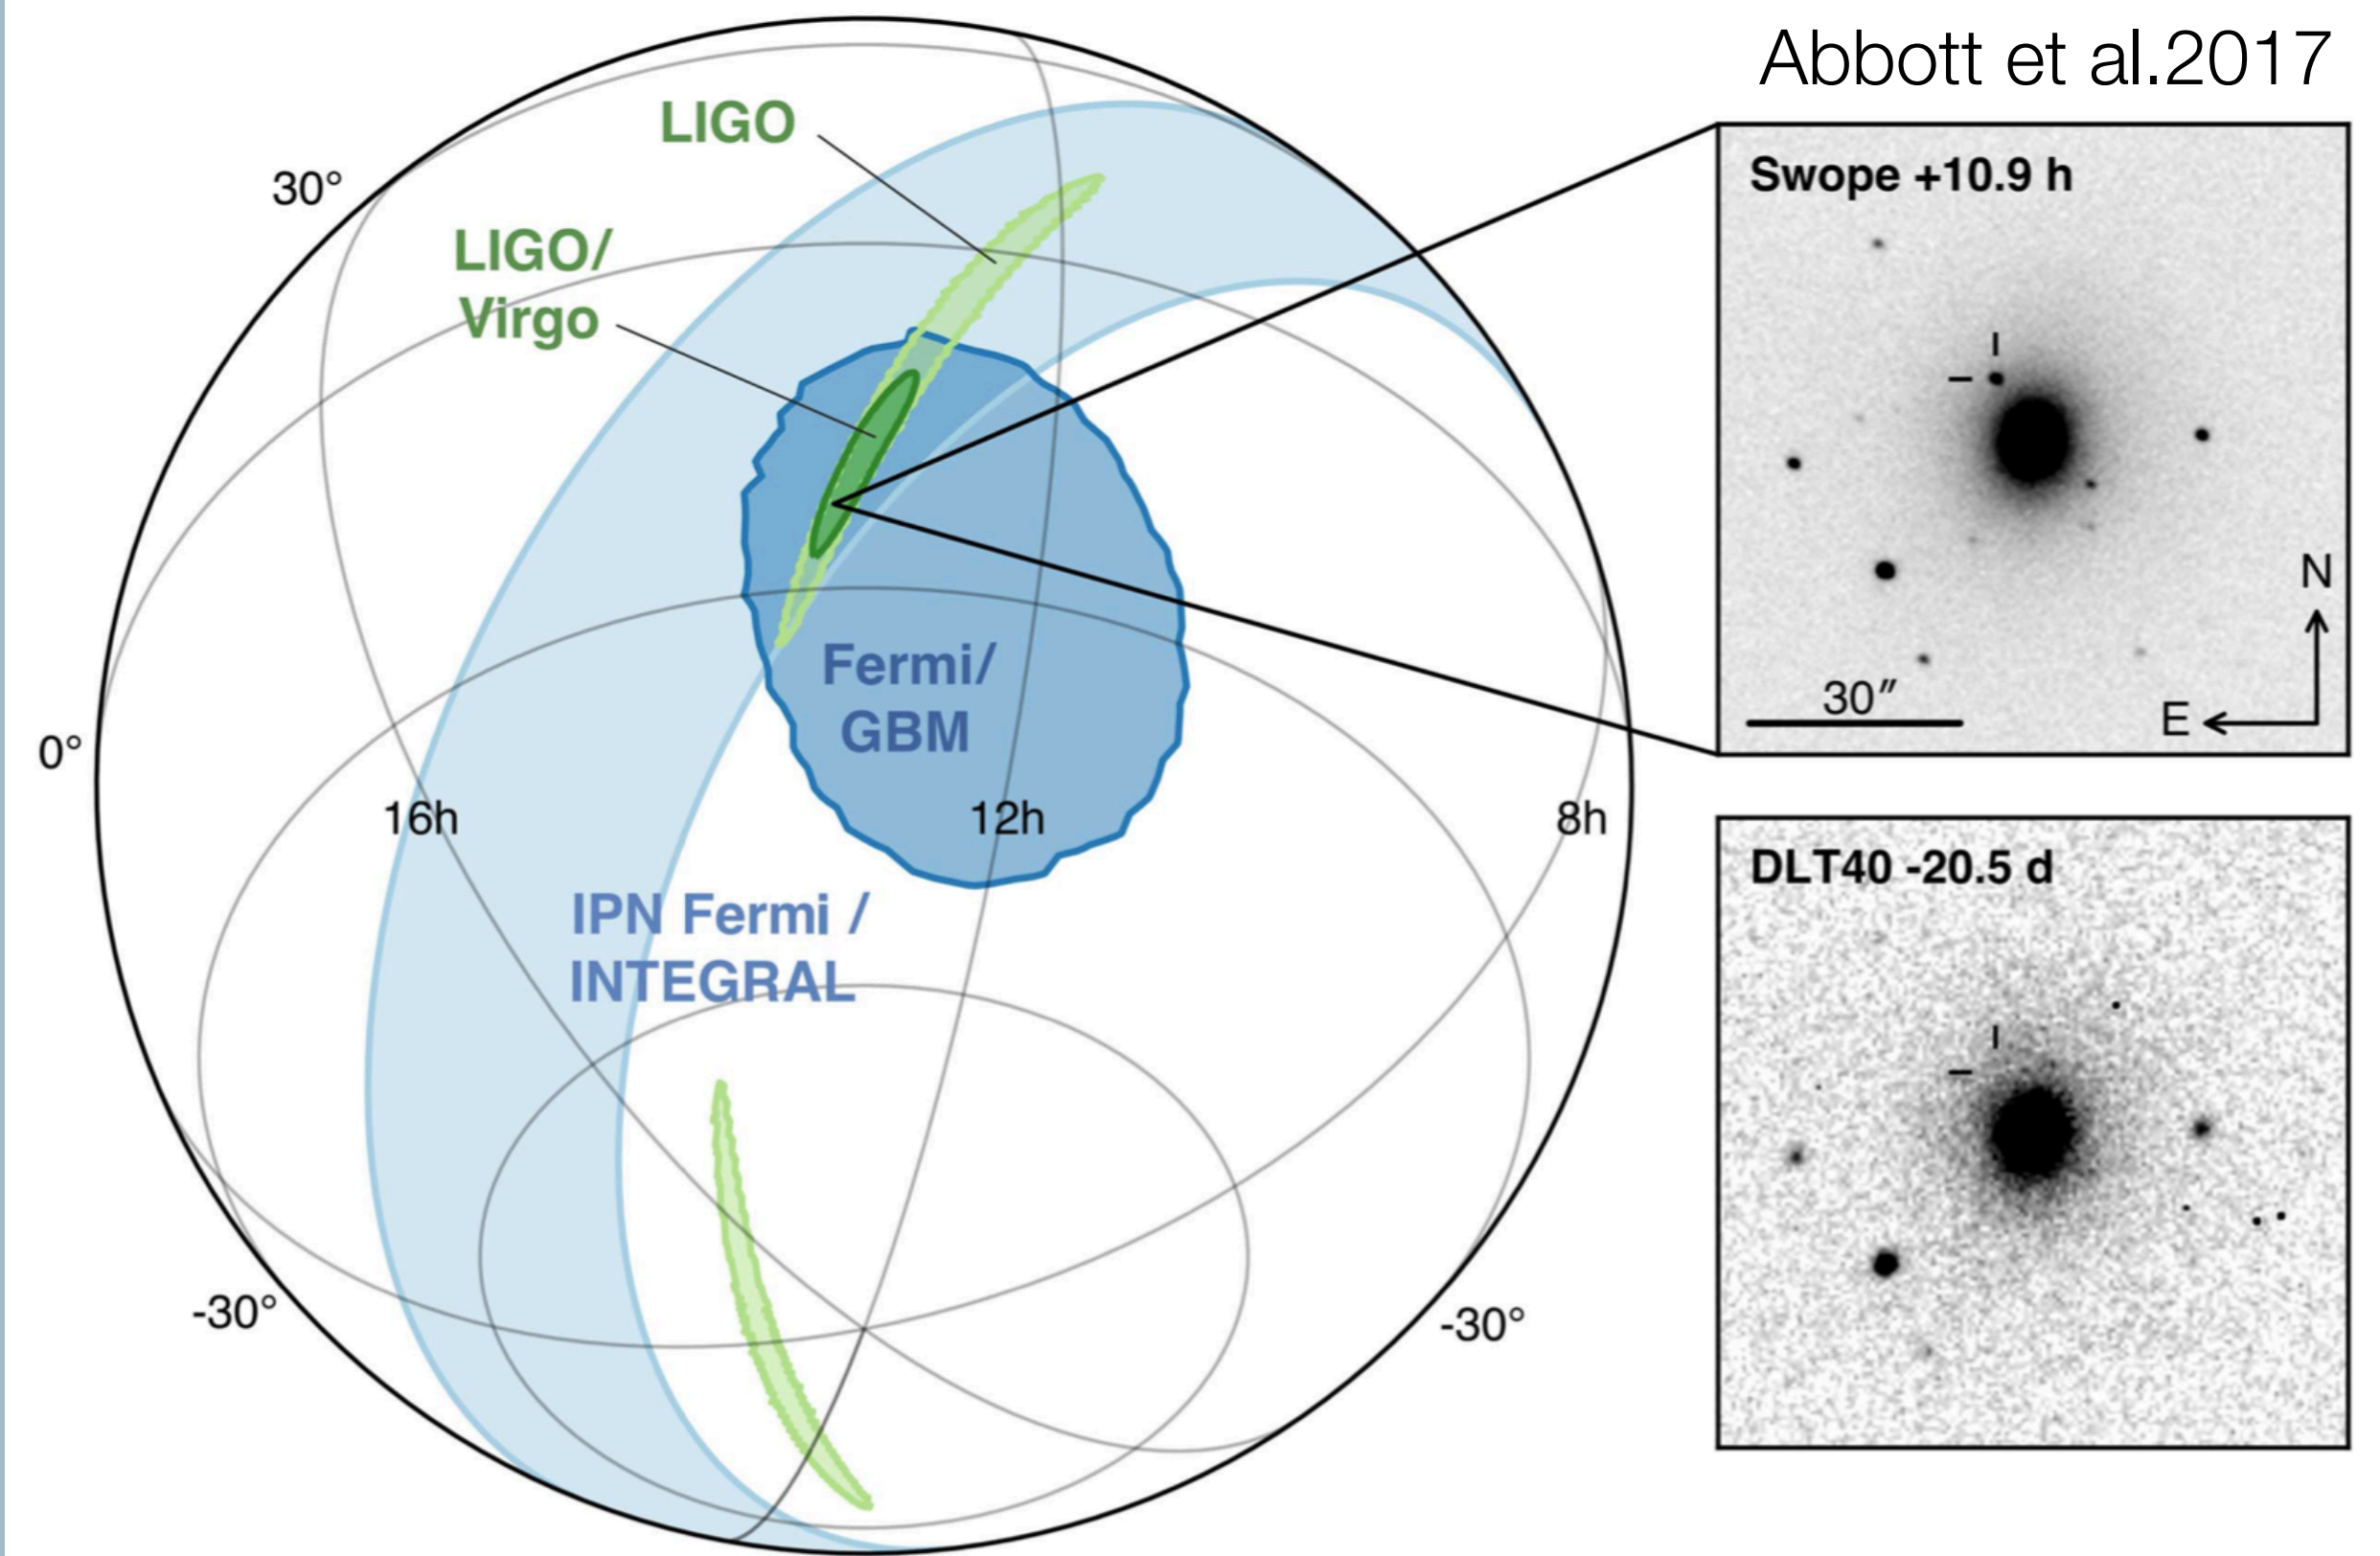 Abbott et al.2017
LIGO
30°
LIGO/
Virgo
Swope +10.9 h
N
30″
E
Fermi/
GBM
0°
16h
12h
8h
DLT40 -20.5 d
IPN Fermi /
INTEGRAL
-30°
-30°